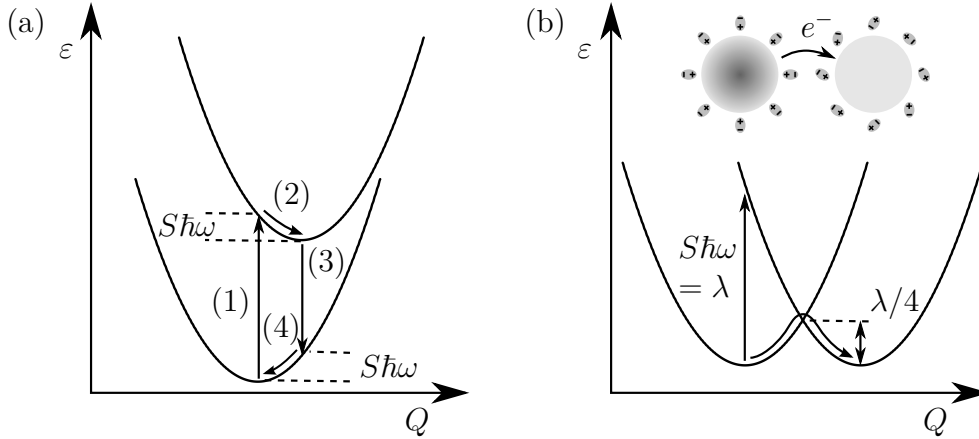 (a)
ε
(2)
Sℏω
(3)
(1)
(4)
Sℏω
Q
(b)
ε
e⁻
Sℏω
= λ
λ/4
Q